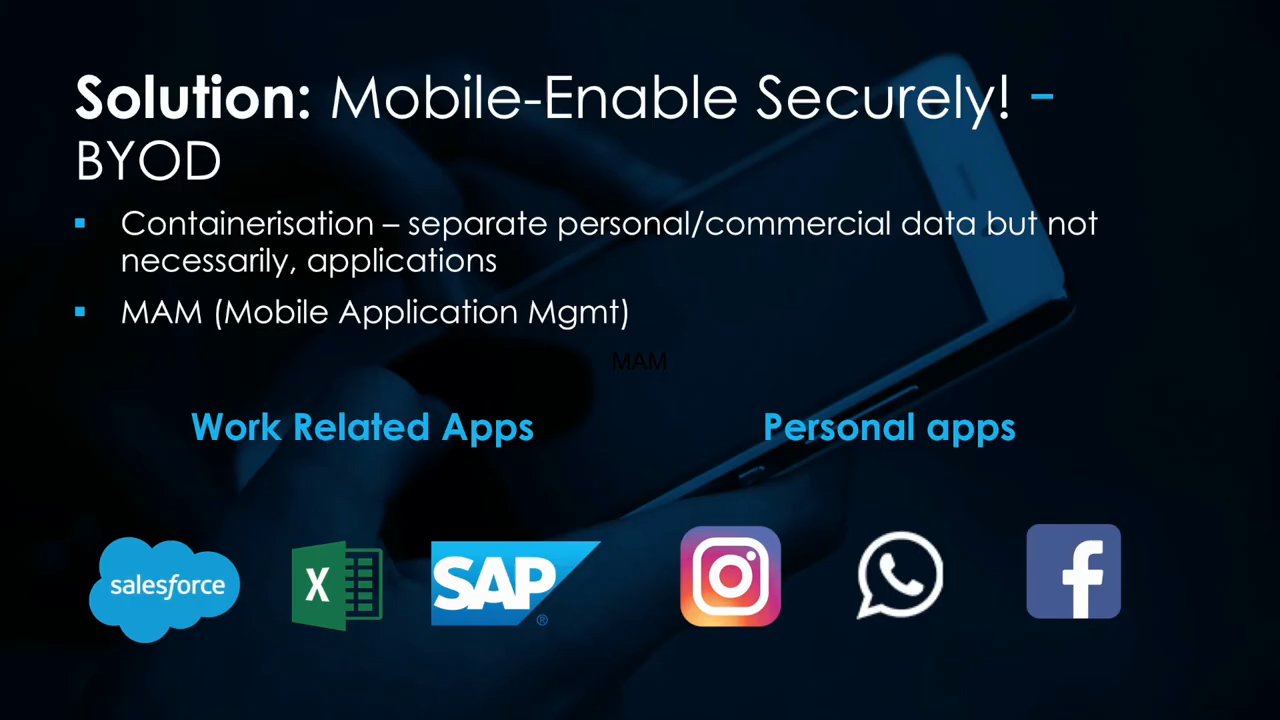 Solution: Mobile-Enable Securely! –
BYOD
▪ Containerisation – separate personal/commercial data but not
necessarily, applications
▪ MAM (Mobile Application Mgmt)
MAM
Work Related Apps
Personal apps
salesforce
X
SAP®
f